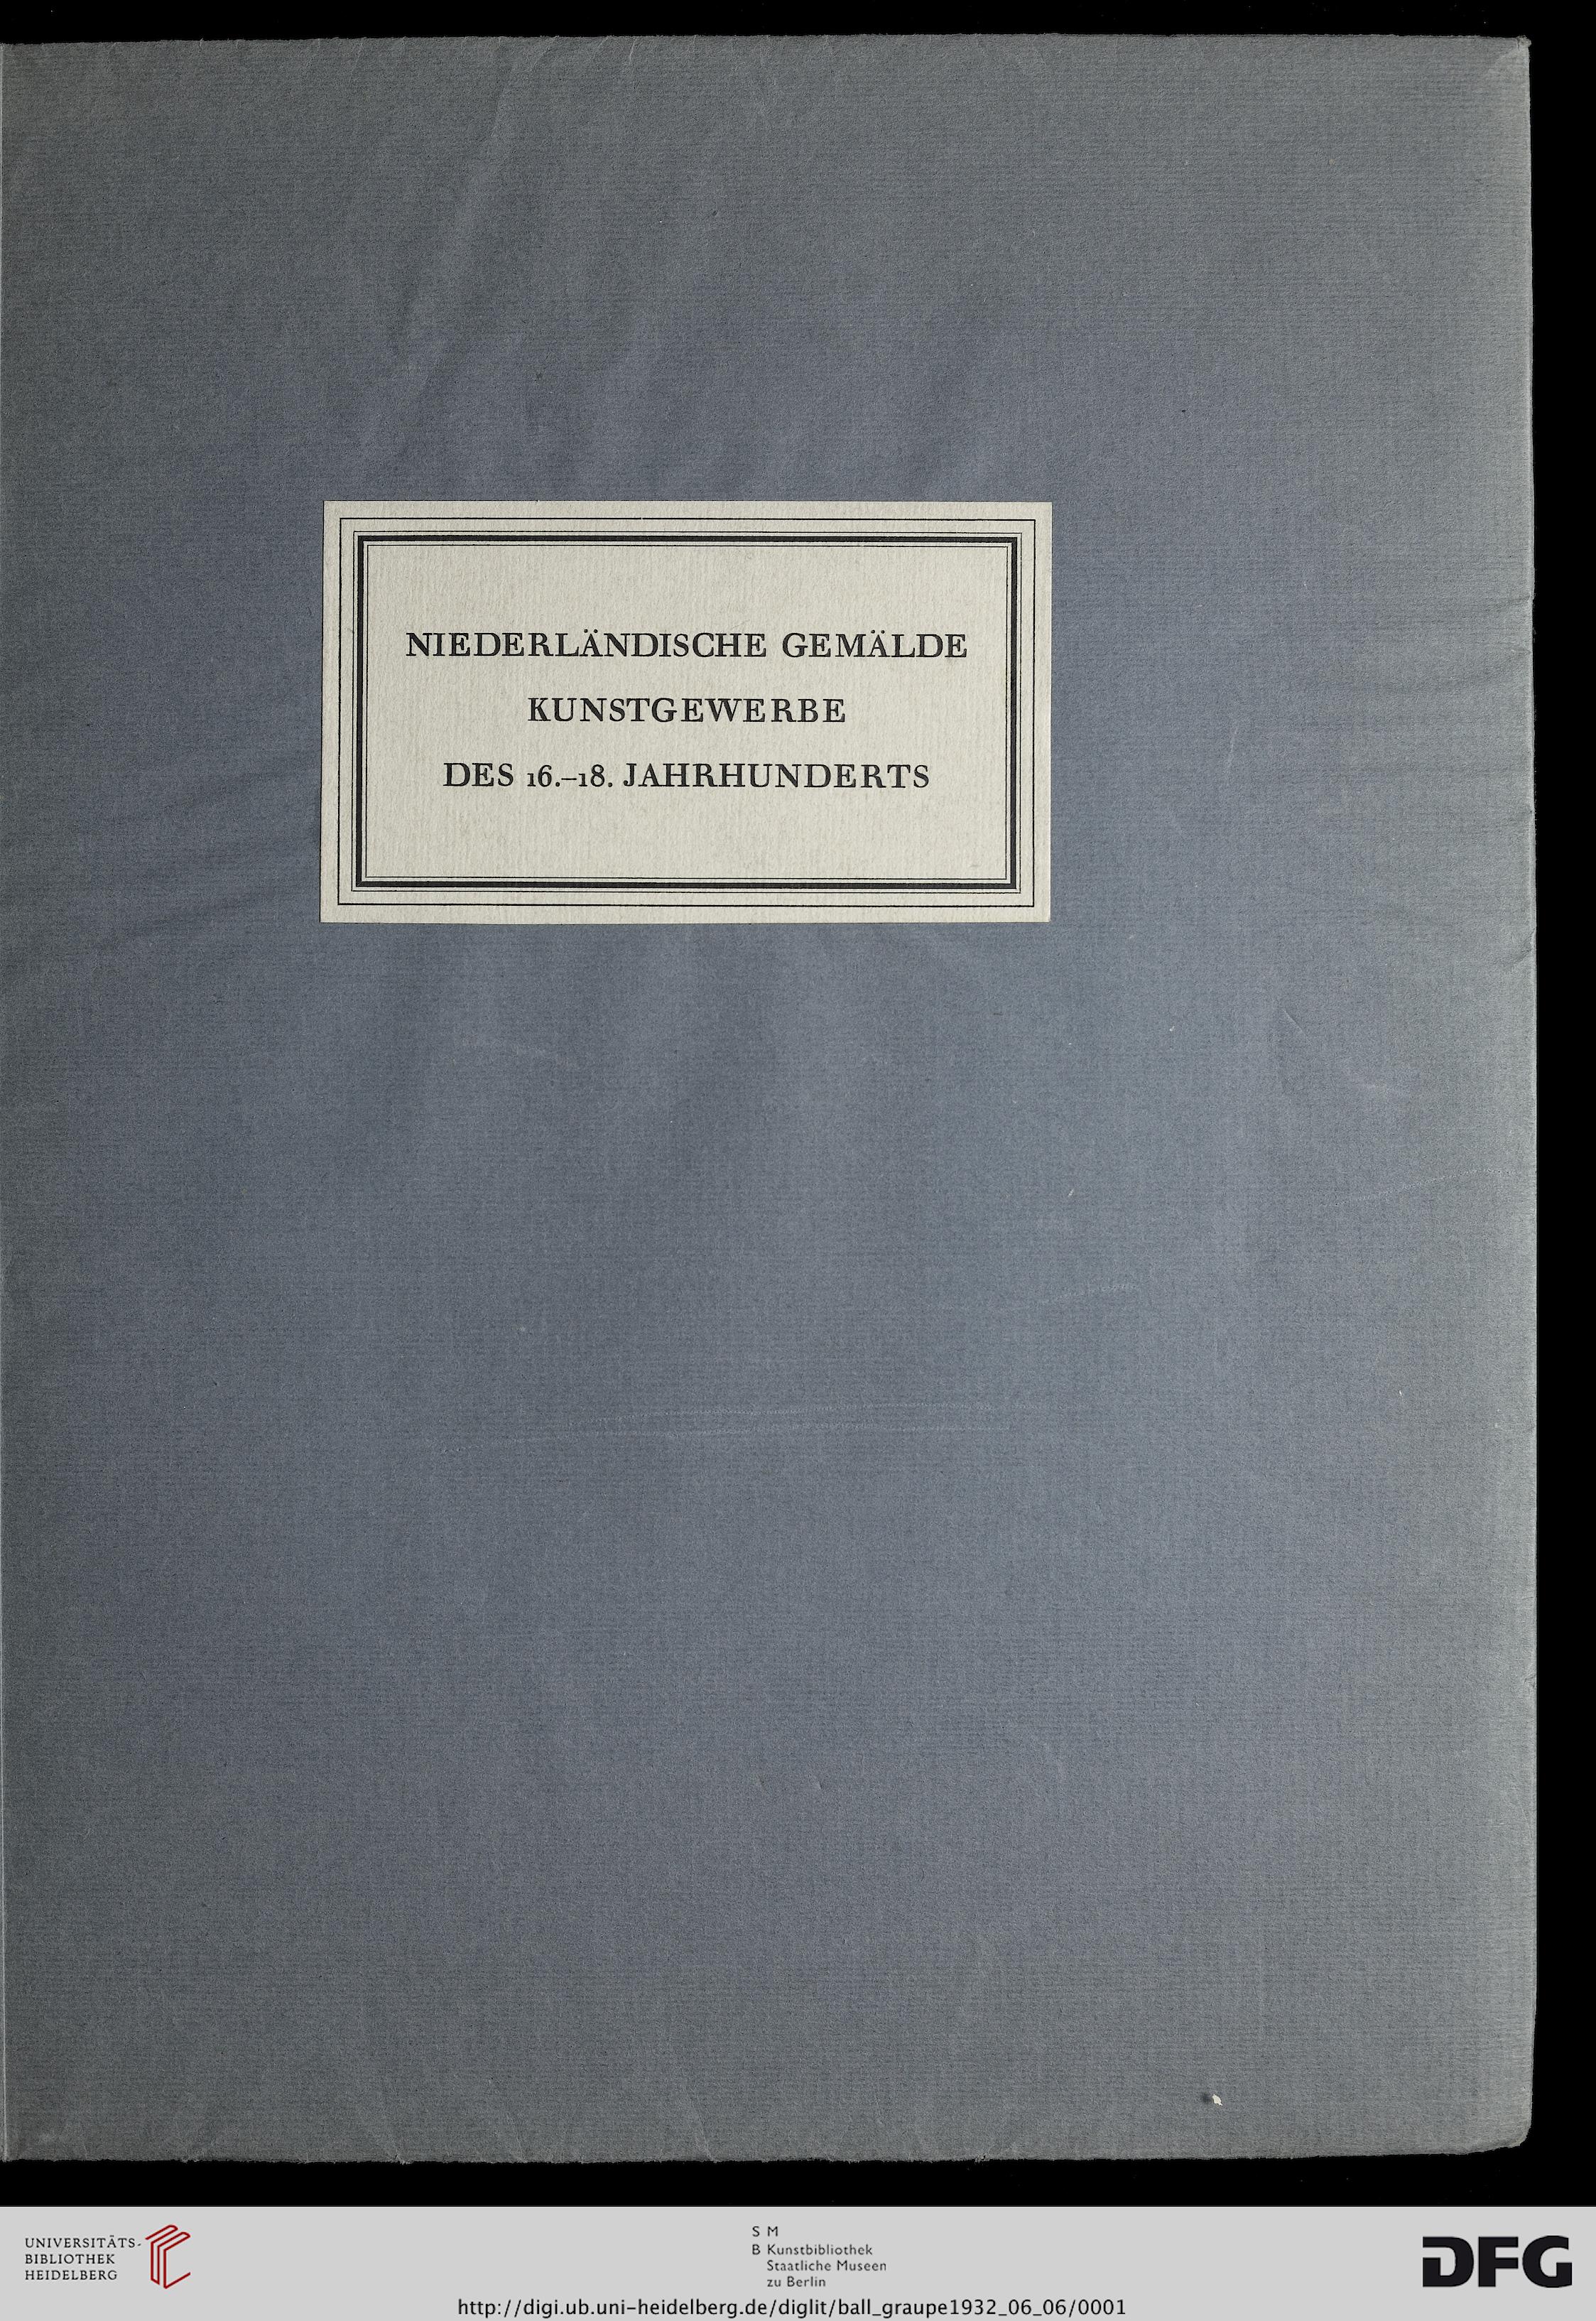 NIEDERLÄNDISCHE GEMÄLDE
KUNSTGEWERBE
DES 16.–18. JAHRHUNDERTS
UNIVERSITÄTS-
BIBLIOTHEK
HEIDELBERG
S M
B Kunstbibliothek
Staatliche Museen
zu Berlin
DFG
http://digi.ub.uni-heidelberg.de/diglit/ball_graupe1932_06_06/0001